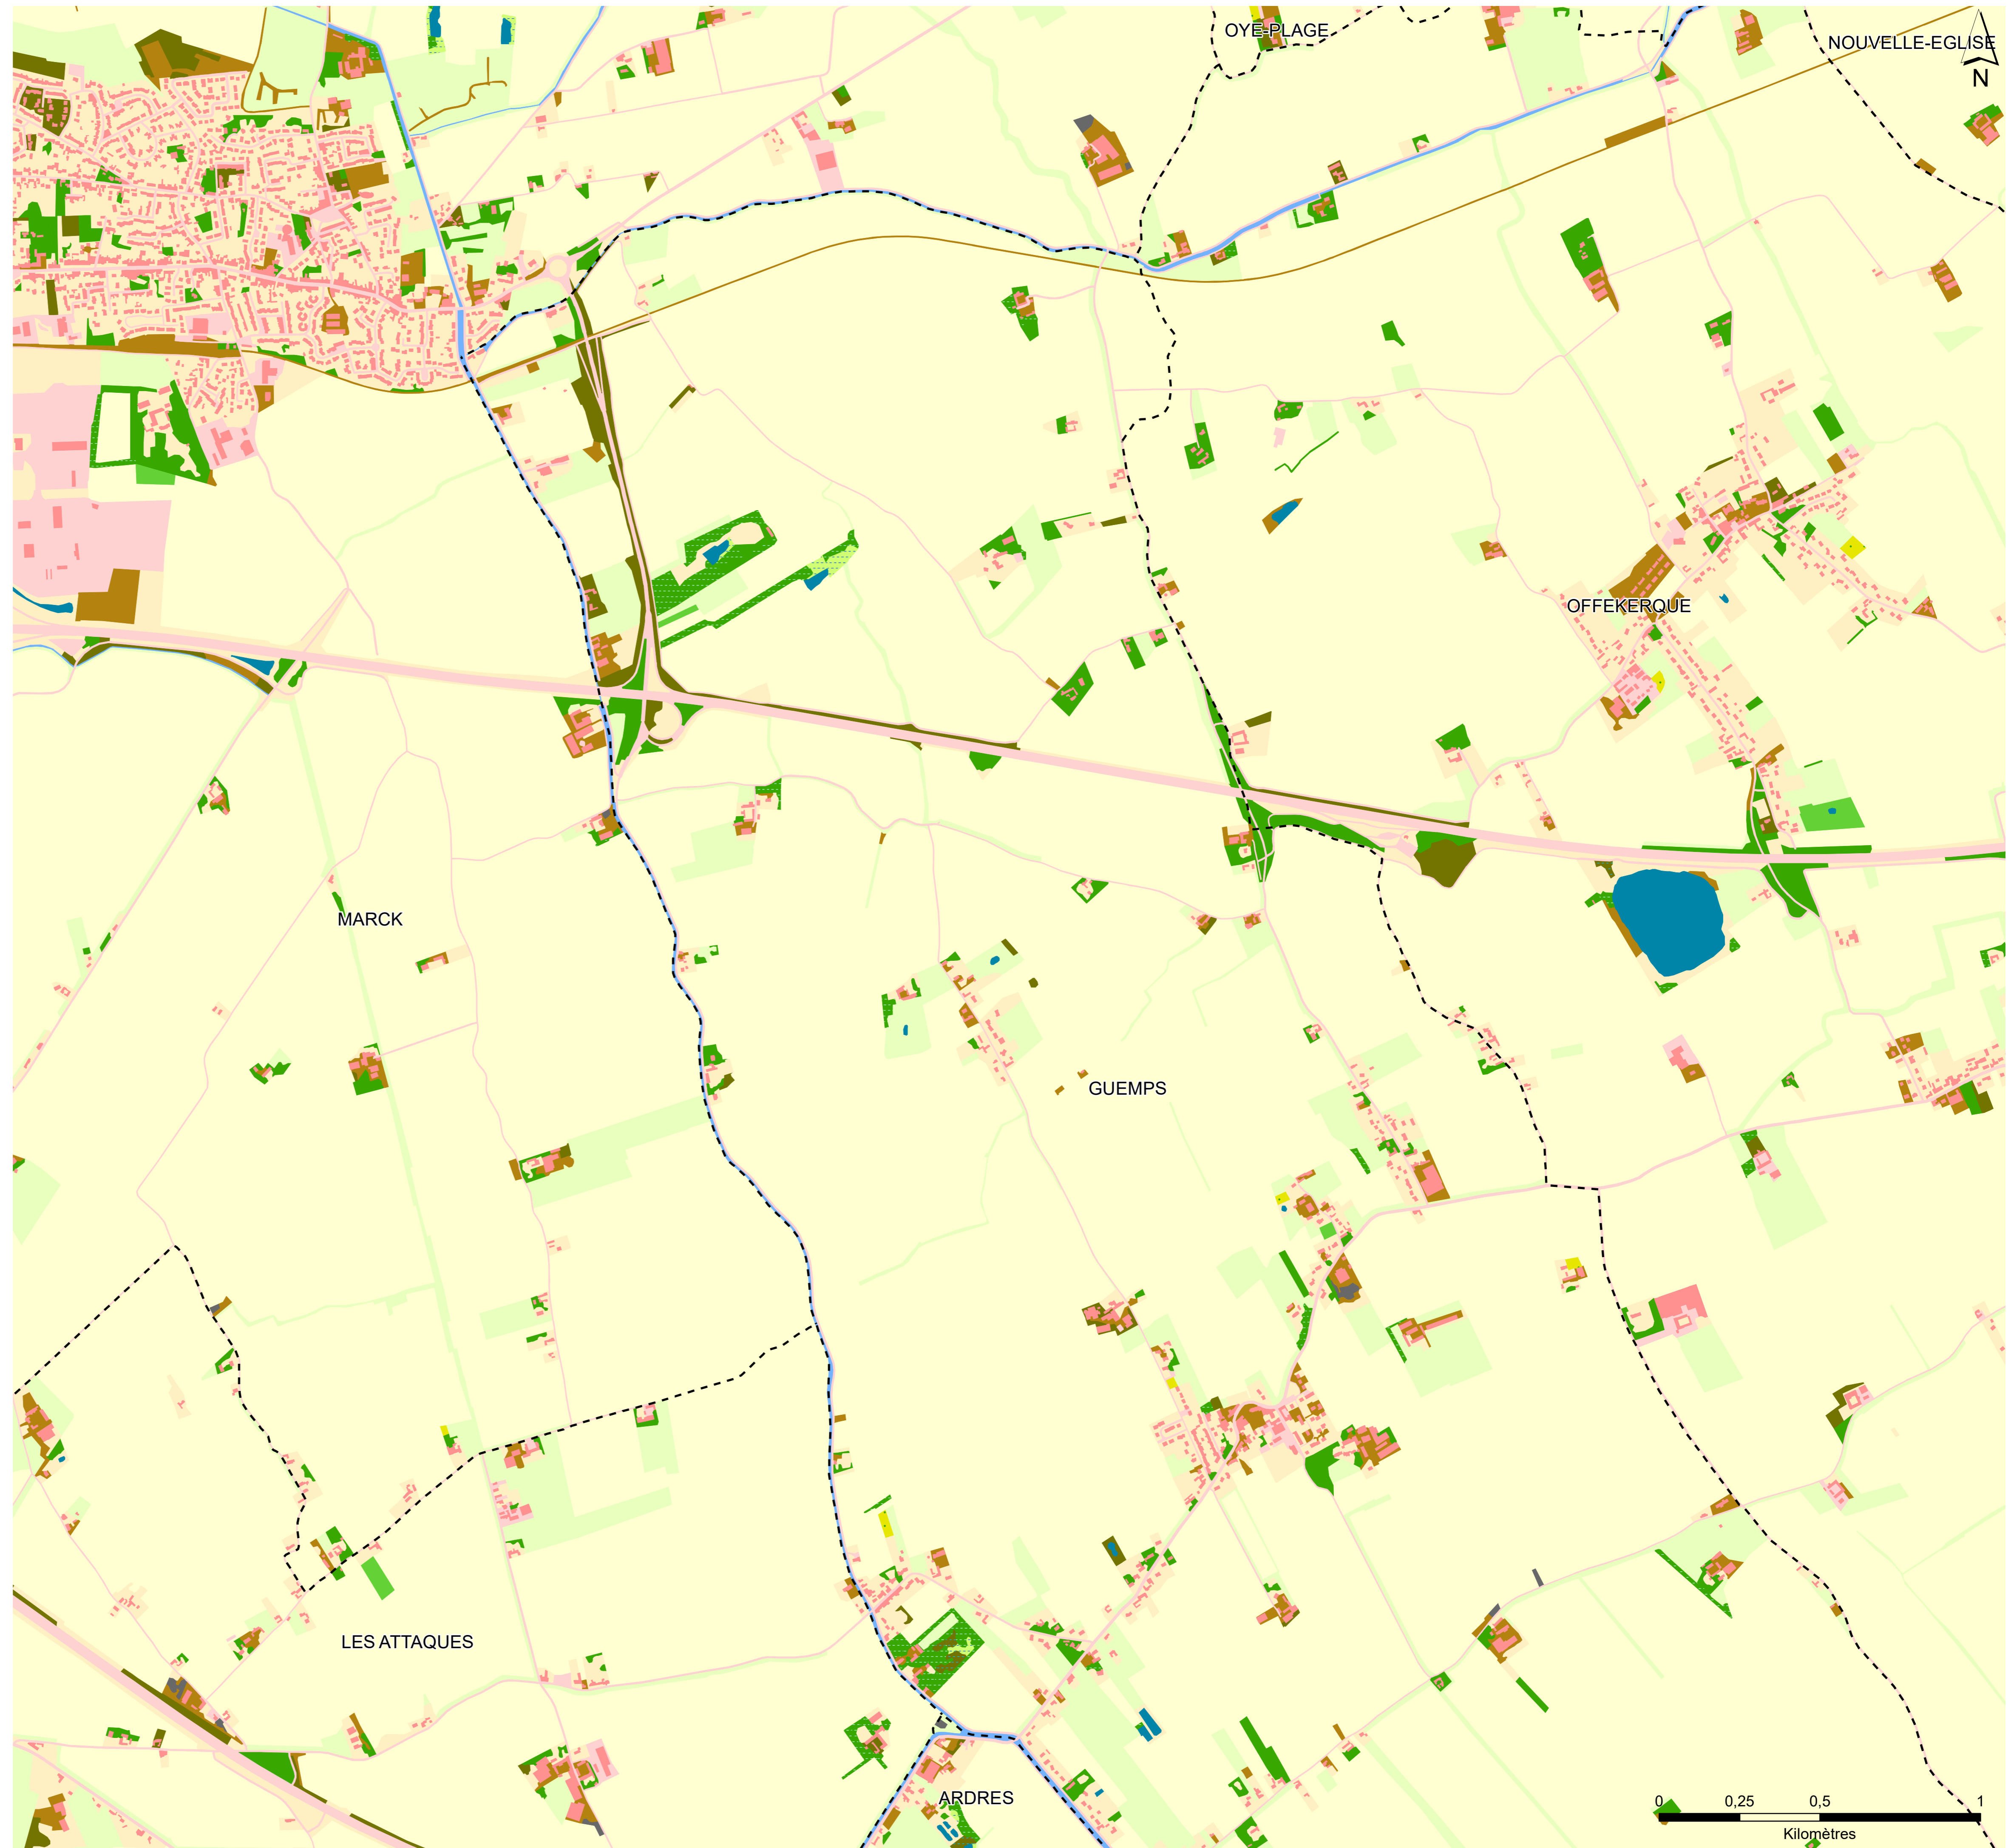 OYE-PLAGE
NOUVELLE-EGLISE
N
OFFEKERQUE
MARCK
GUEMPS
LES ATTAQUES
ARDRES
0 0,25 0,5 1
Kilomètres